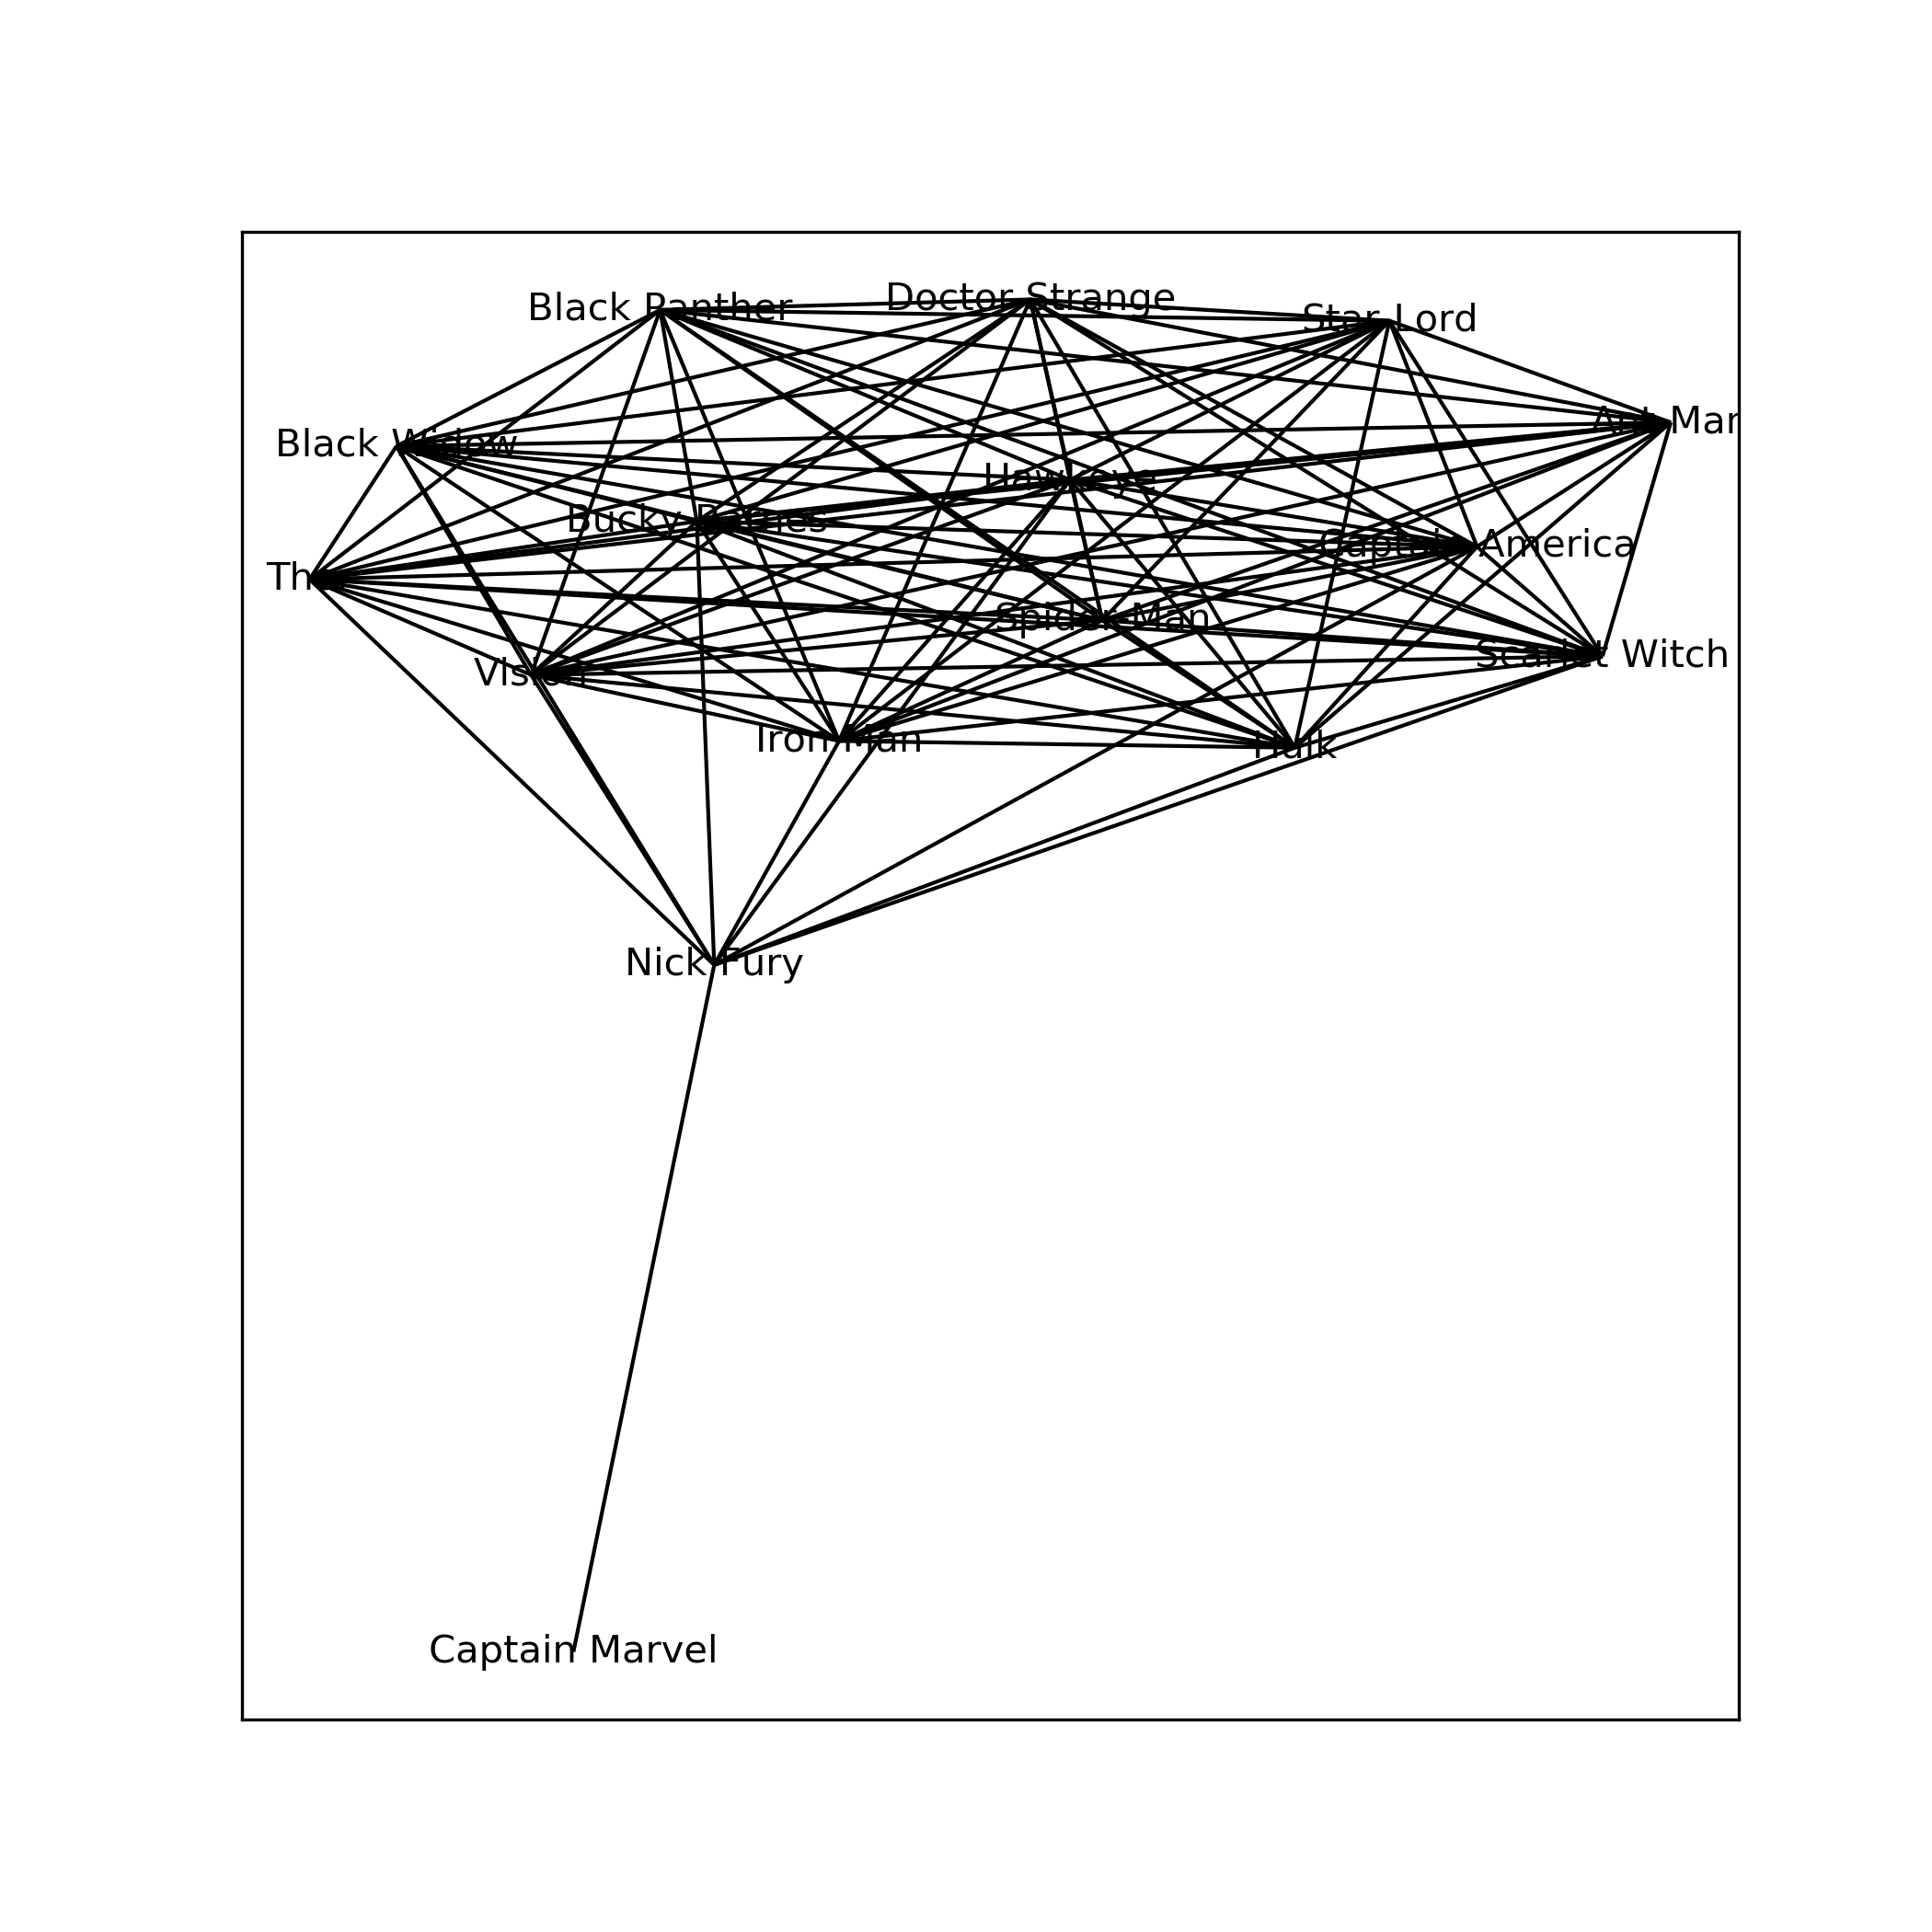 Doctor Strange
Black Panther
Star Lord
Ant Man
Black Widow
Hawkeye
Bucky Barnes
Captain America
Th
Spider Man
Scarlet Witch
Vision
Iron Man
Hulk
Nick Fury
Captain Marvel